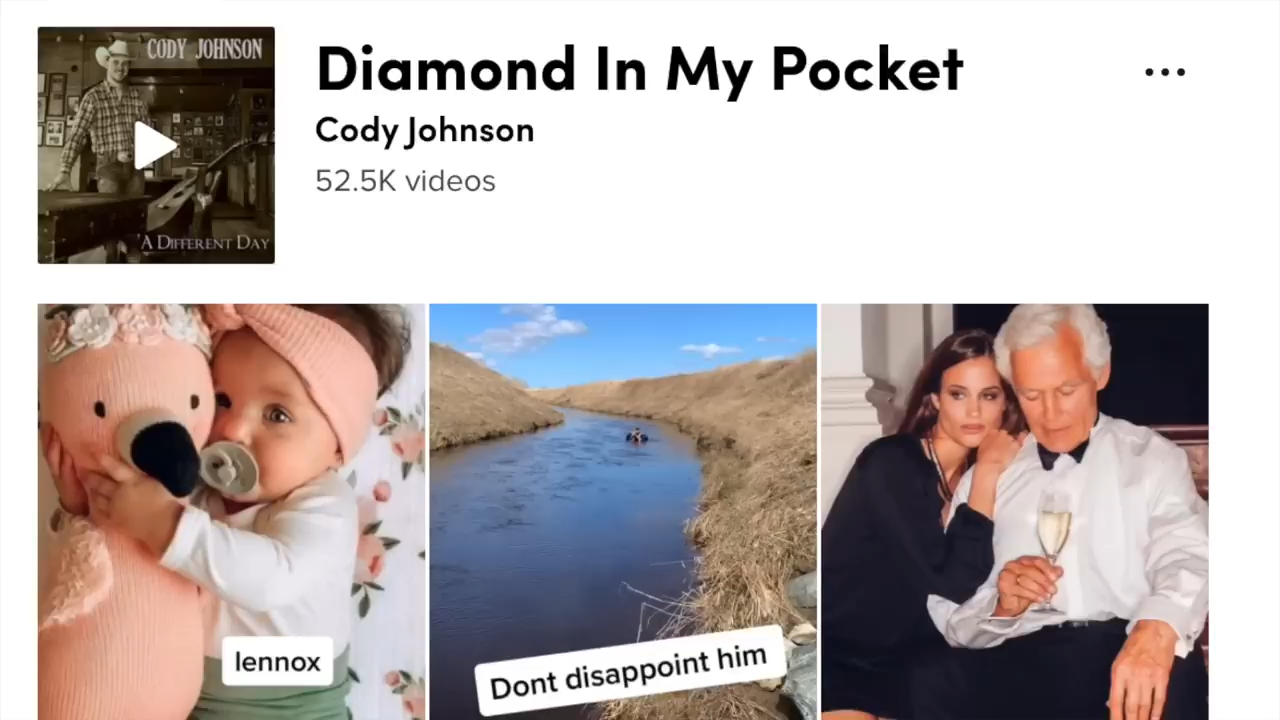 CODY JOHNSON
A DIFFERENT DAY
Diamond In My Pocket
Cody Johnson
52.5K videos
lennox
Dont disappoint him